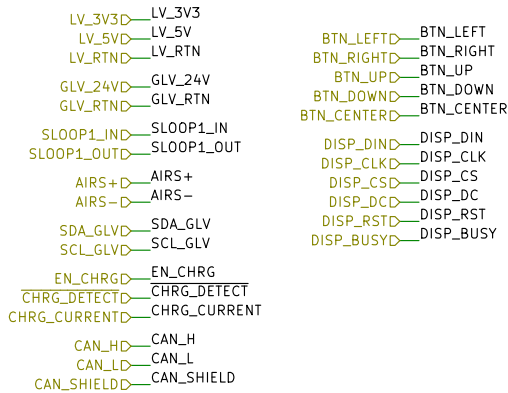 LV_3V3 LV_3V3
LV_5V LV_5V
LV_RTN LV_RTN
GLV_24V GLV_24V
GLV_RTN GLV_RTN
SLOOP1_IN SLOOP1_IN
SLOOP1_OUT SLOOP1_OUT
AIRS+ AIRS+
AIRS- AIRS-
SDA_GLV SDA_GLV
SCL_GLV SCL_GLV
EN_CHRG EN_CHRG
CHRG_DETECT CHRG_DETECT
CHRG_CURRENT CHRG_CURRENT
CAN_H CAN_H
CAN_L CAN_L
CAN_SHIELD CAN_SHIELD
BTN_LEFT BTN_LEFT
BTN_RIGHT BTN_RIGHT
BTN_UP BTN_UP
BTN_DOWN BTN_DOWN
BTN_CENTER BTN_CENTER
DISP_DIN DISP_DIN
DISP_CLK DISP_CLK
DISP_CS DISP_CS
DISP_DC DISP_DC
DISP_RST DISP_RST
DISP_BUSY DISP_BUSY